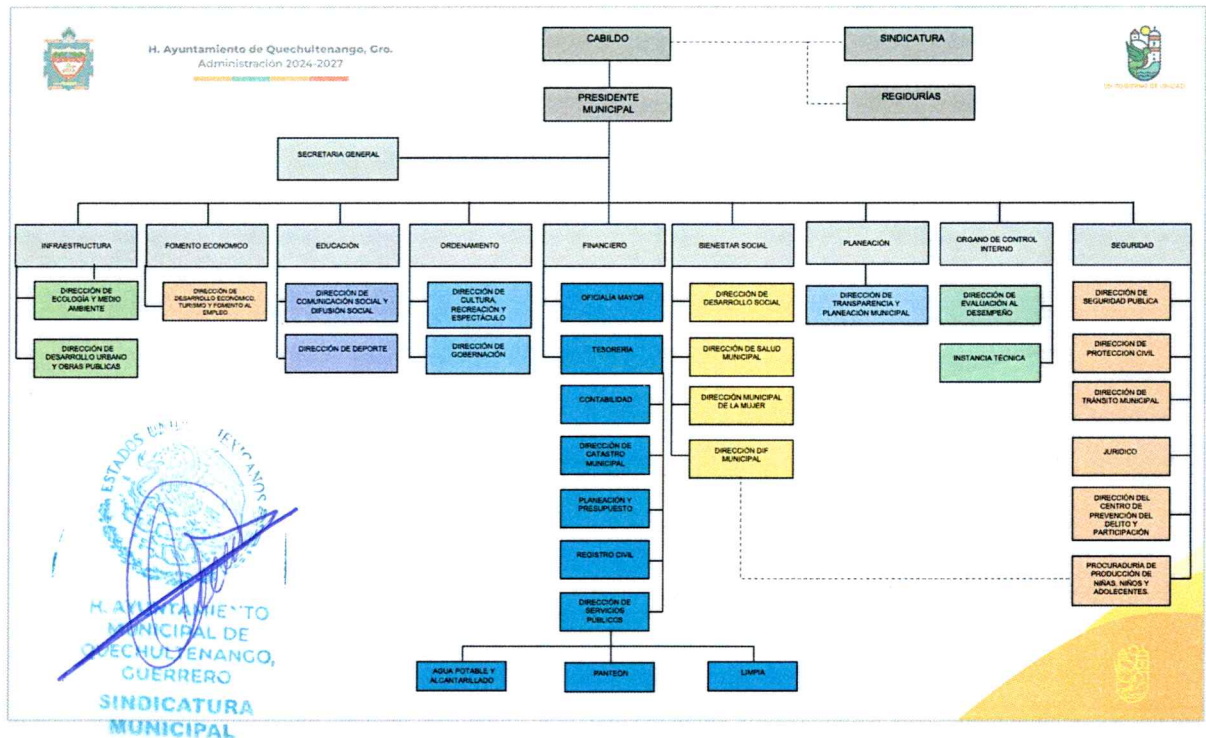 H. Ayuntamiento de Quechultenango, Gro.
Administración 2024-2027
CABILDO
SINDICATURA
PRESIDENTE
MUNICIPAL
REGIDURÍAS
SECRETARIA GENERAL
INFRAESTRUCTURA
FOMENTO ECONOMICO
EDUCACIÓN
ORDENAMIENTO
FINANCIERO
BIENESTAR SOCIAL
PLANEACIÓN
ORGANO DE CONTROL
INTERNO
SEGURIDAD
DIRECCIÓN DE
ECOLOGÍA Y MEDIO
AMBIENTE
DIRECCIÓN DE
DESARROLLO ECONÓMICO,
TURISMO Y FOMENTO AL
EMPLEO
DIRECCIÓN DE
COMUNICACIÓN SOCIAL Y
DIFUSIÓN SOCIAL
DIRECCIÓN DE
CULTURA,
RECREACIÓN Y
ESPECTÁCULO
OFICIALIA MAYOR
DIRECCIÓN DE
DESARROLLO SOCIAL
DIRECCIÓN DE
TRANSPARENCIA Y
PLANEACIÓN MUNICIPAL
DIRECCIÓN DE
EVALUACIÓN AL
DESEMPEÑO
DIRECCIÓN DE
SEGURIDAD PUBLICA
DIRECCIÓN DE
DESARROLLO URBANO
Y OBRAS PUBLICAS
DIRECCIÓN DE DEPORTE
DIRECCIÓN DE
GOBERNACIÓN
TESORERÍA
DIRECCIÓN DE SALUD
MUNICIPAL
INSTANCIA TÉCNICA
DIRECCION DE
PROTECCION CIVIL
CONTABILIDAD
DIRECCIÓN MUNICIPAL
DE LA MUJER
DIRECCIÓN DE
TRÁNSITO MUNICIPAL
DIRECCIÓN DE
CATASTRO
MUNICIPAL
DIRECCIÓN DIF
MUNICIPAL
JURIDICO
PLANEACIÓN Y
PRESUPUESTO
DIRECCIÓN DEL
CENTRO DE
PREVENCIÓN DEL
DELITO Y
PARTICIPACIÓN
REGISTRO CIVIL
PROCURADURÍA DE
PRODUCCIÓN DE
NIÑAS, NIÑOS Y
ADOLECENTES.
DIRECCIÓN DE
SERVICIOS
PÚBLICOS
AGUA POTABLE Y
ALCANTARILLADO
PANTEÓN
LIMPIA
ESTADOS UNI MEXICANOS
H. AYUNTAMIENTO
MUNICIPAL DE
QUECHULTENANGO,
GUERRERO
SINDICATURA
MUNICIPAL